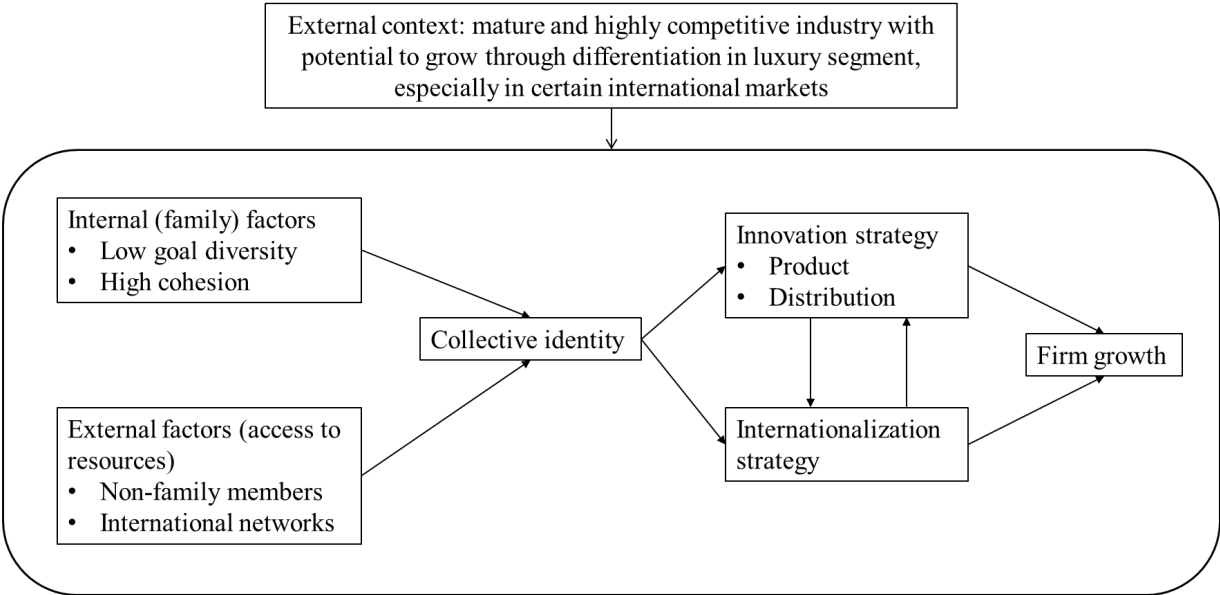 External context: mature and highly competitive industry with
potential to grow through differentiation in luxury segment,
especially in certain international markets
Internal (family) factors
• Low goal diversity
• High cohesion
External factors (access to
resources)
• Non-family members
• International networks
Collective identity
Innovation strategy
• Product
• Distribution
Internationalization
strategy
Firm growth